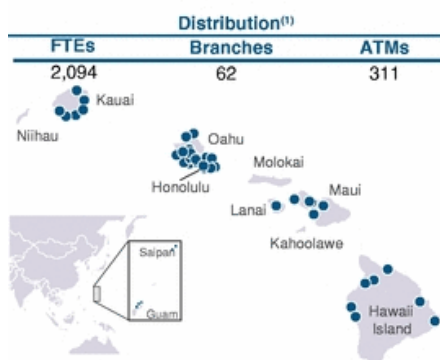 Distribution(1)
FTEs Branches ATMs
2,094 62 311
Kauai
Niihau
Oahu
Honolulu
Molokai
Maui
Lanai
Kahoolawe
Saipan
Guam
Hawaii
Island